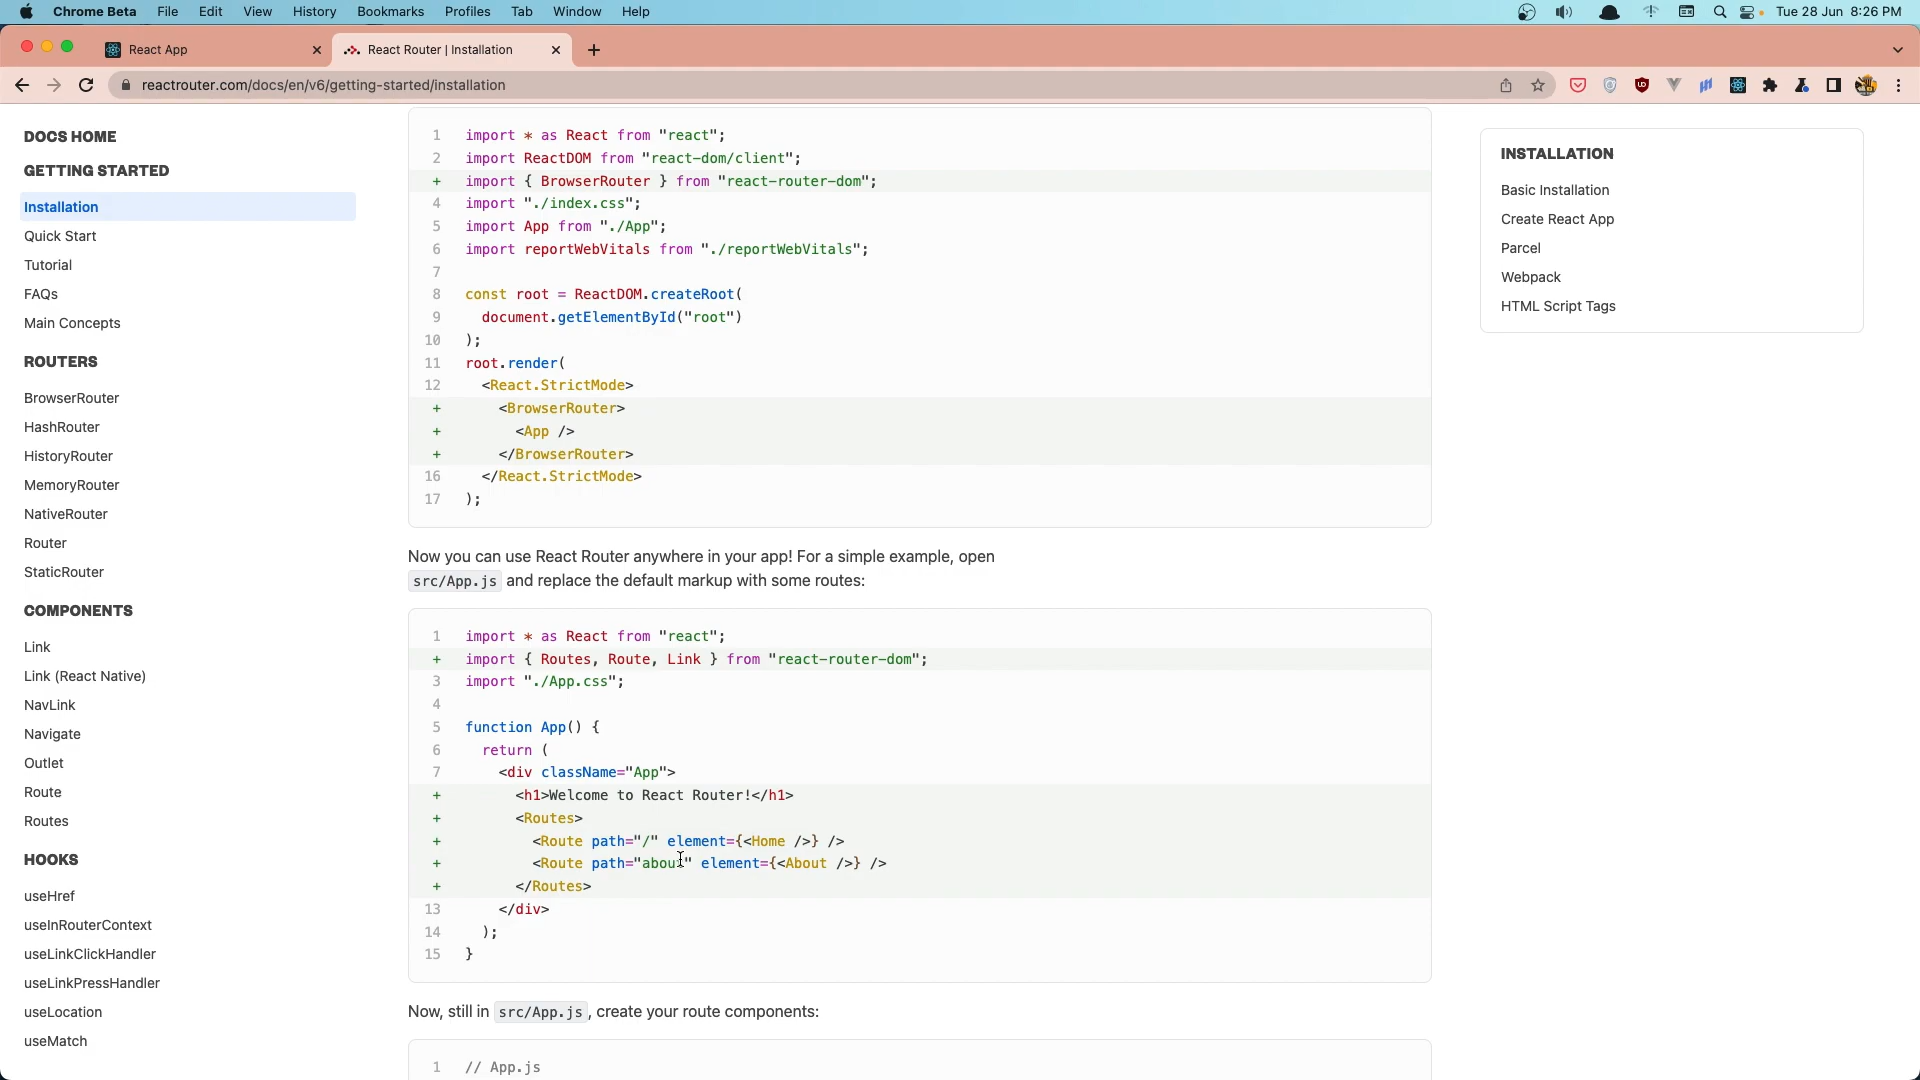 Chrome Beta File Edit View History Bookmarks Profiles Tab Window Help Tue 28 Jun 8:26 PM
React App React Router | Installation
reactrouter.com/docs/en/v6/getting-started/installation
DOCS HOME
GETTING STARTED
Installation
Quick Start
Tutorial
FAQs
Main Concepts
ROUTERS
BrowserRouter
HashRouter
HistoryRouter
MemoryRouter
NativeRouter
Router
StaticRouter
COMPONENTS
Link
Link (React Native)
NavLink
Navigate
Outlet
Route
Routes
HOOKS
useHref
useInRouterContext
useLinkClickHandler
useLinkPressHandler
useLocation
useMatch
1 import * as React from "react";
2 import ReactDOM from "react-dom/client";
+ import { BrowserRouter } from "react-router-dom";
4 import "./index.css";
5 import App from "./App";
6 import reportWebVitals from "./reportWebVitals";
7
8 const root = ReactDOM.createRoot(
9 document.getElementById("root")
10 );
11 root.render(
12 <React.StrictMode>
+ <BrowserRouter>
+ <App />
+ </BrowserRouter>
16 </React.StrictMode>
17 );
Now you can use React Router anywhere in your app! For a simple example, open
src/App.js and replace the default markup with some routes:
1 import * as React from "react";
+ import { Routes, Route, Link } from "react-router-dom";
3 import "./App.css";
4
5 function App() {
6 return (
7 <div className="App">
+ <h1>Welcome to React Router!</h1>
+ <Routes>
+ <Route path="/" element={<Home />} />
+ <Route path="about" element={<About />} />
+ </Routes>
13 </div>
14 );
15 }
Now, still in src/App.js, create your route components:
1 // App.js
INSTALLATION
Basic Installation
Create React App
Parcel
Webpack
HTML Script Tags